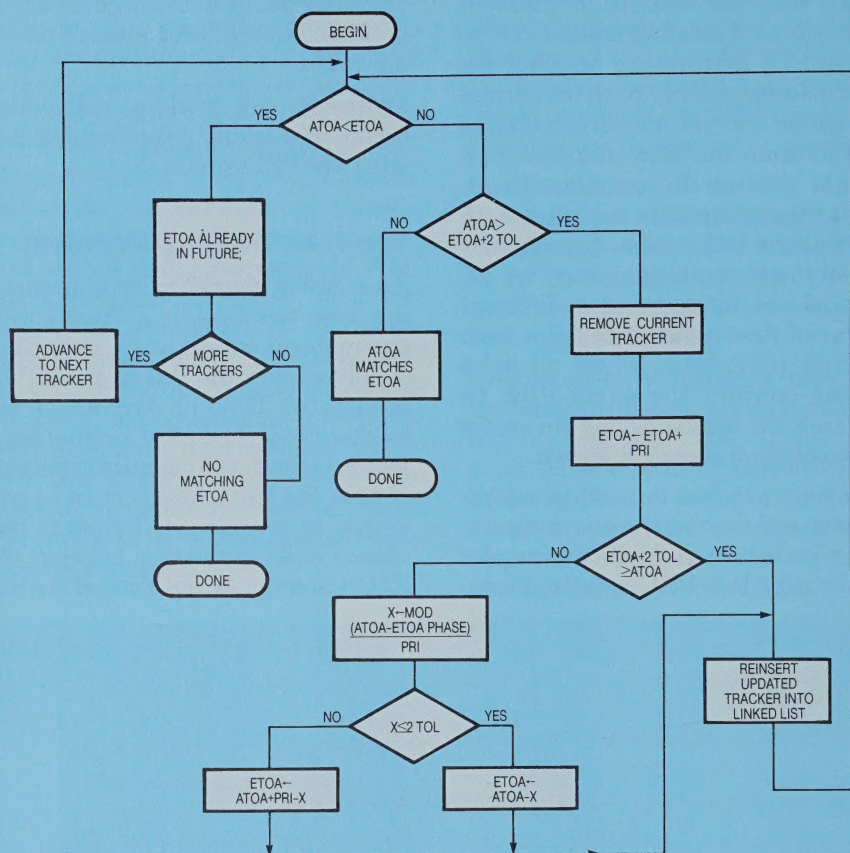 BEGIN
ATOA<ETOA
YES
NO
ETOA ALREADY
IN FUTURE;
NO
ATOA>
ETOA+2 TOL
YES
REMOVE CURRENT
TRACKER
ADVANCE
TO NEXT
TRACKER
YES
MORE
TRACKERS
NO
ATOA
MATCHES
ETOA
ETOA←ETOA+
PRI
NO
MATCHING
ETOA
DONE
DONE
NO
ETOA+2 TOL
≥ATOA
YES
X←MOD
(ATOA-ETOA PHASE)
PRI
REINSERT
UPDATED
TRACKER INTO
LINKED LIST
NO
X≤2 TOL
YES
ETOA←
ATOA+PRI-X
ETOA←
ATOA-X